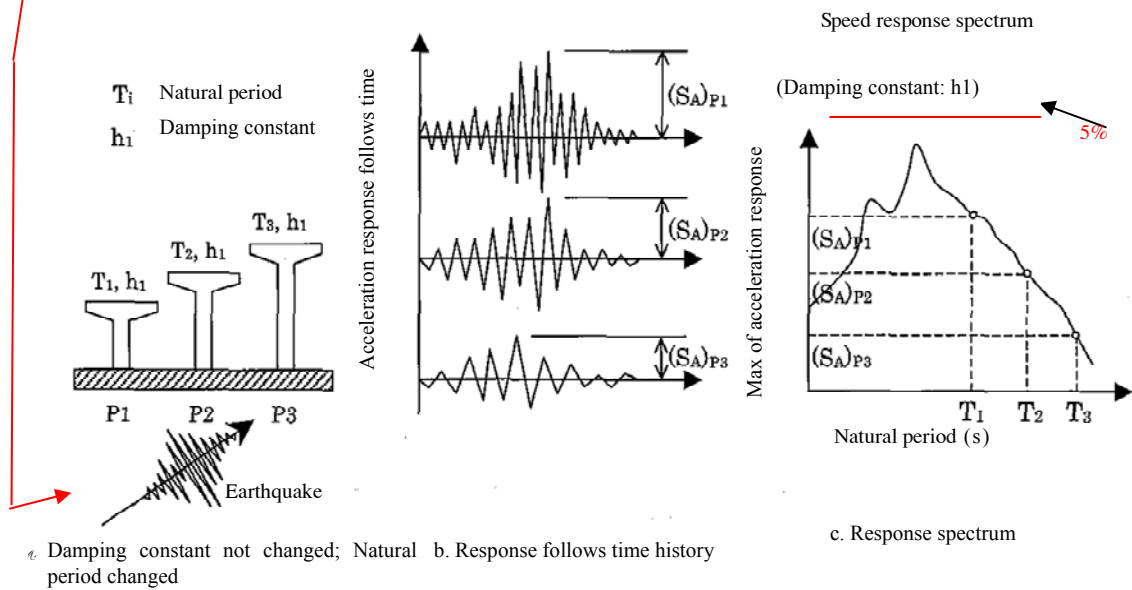 Speed response spectrum
(Damping constant: h1)
5%
Ti Natural period
h1 Damping constant
T1, h1
T2, h1
T3, h1
P1
P2
P3
Earthquake
a. Damping constant not changed; Natural
period changed
Acceleration response follows time
(SA)P1
(SA)P2
(SA)P3
b. Response follows time history
Max of acceleration response
(SA)P1
(SA)P2
(SA)P3
T1
T2
T3
Natural period (s)
c. Response spectrum